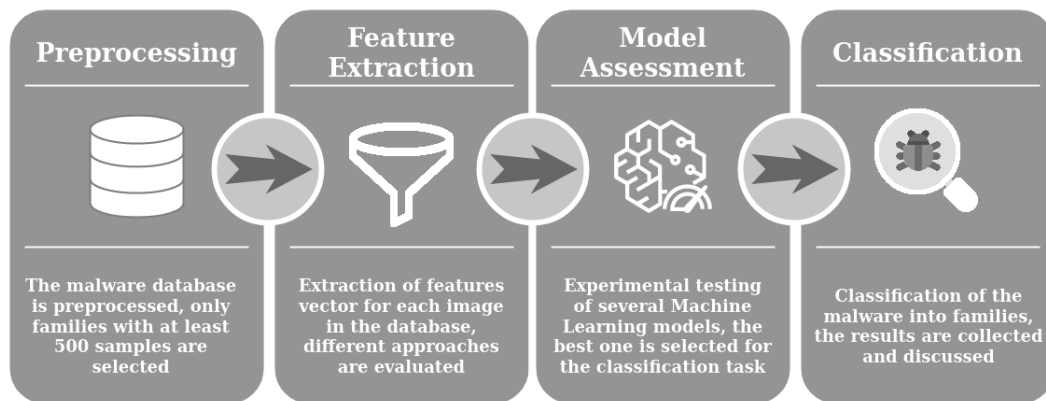 Preprocessing
The malware database
is preprocessed, only
families with at least
500 samples are
selected
Feature
Extraction
Extraction of features
vector for each image
in the database,
different approaches
are evaluated
Model
Assessment
Experimental testing
of several Machine
Learning models, the
best one is selected for
the classification task
Classification
Classification of the
malware into families,
the results are collected
and discussed